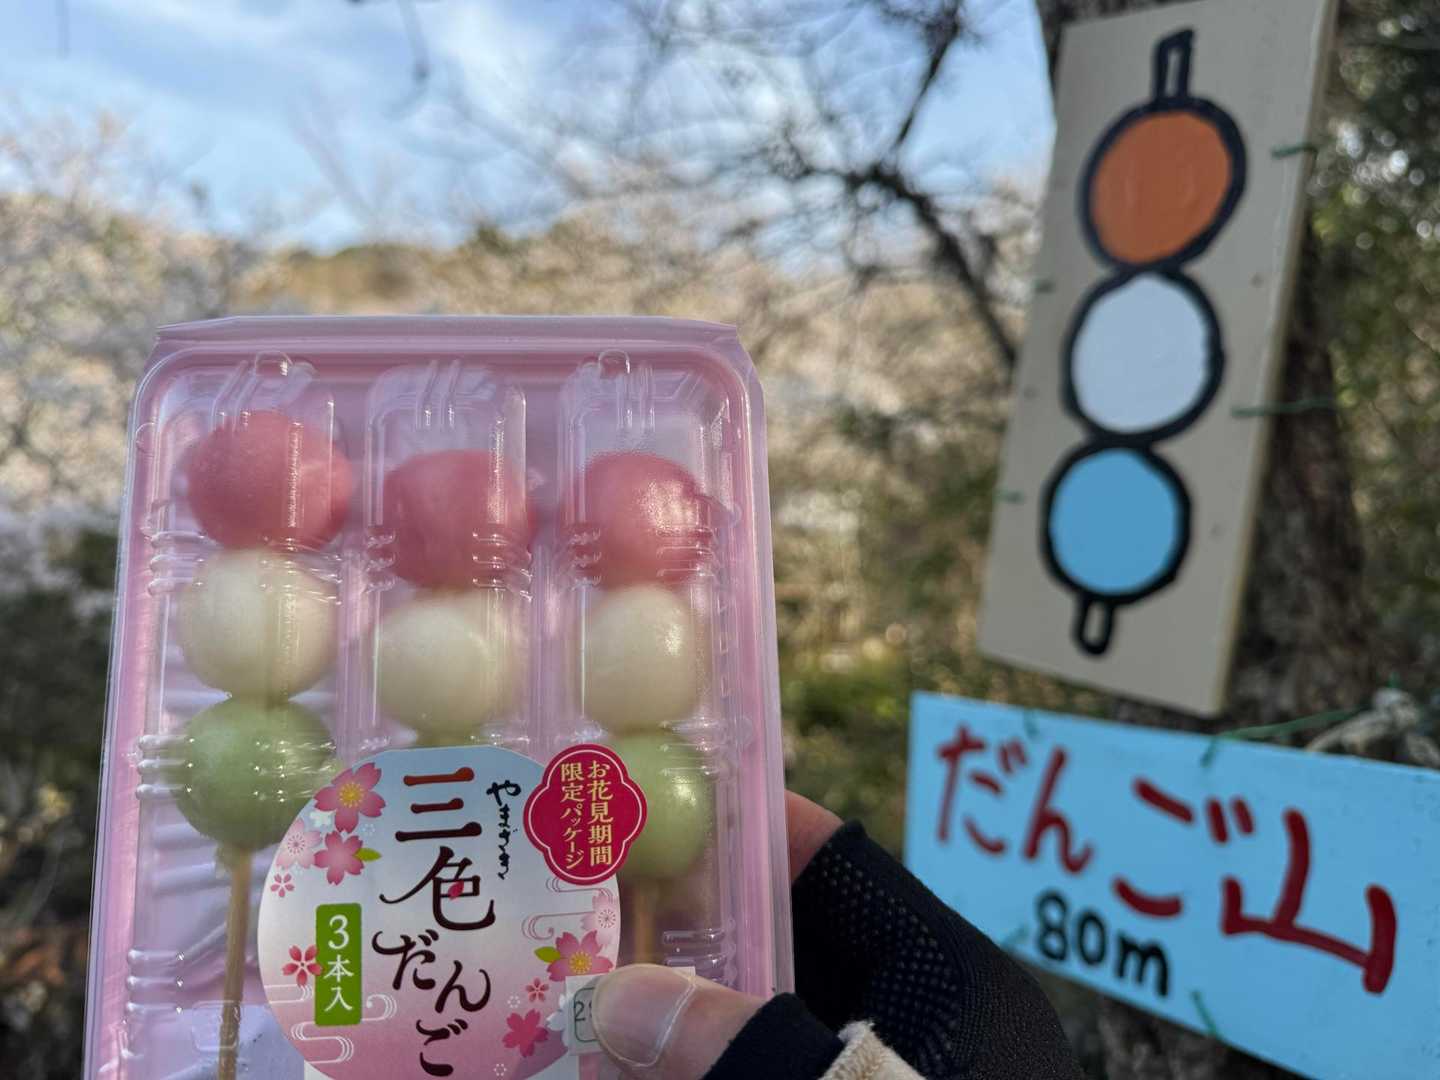 だんご山
80m
お花見期間
限定パッケージ
やまざき
三色
だんご
3本入